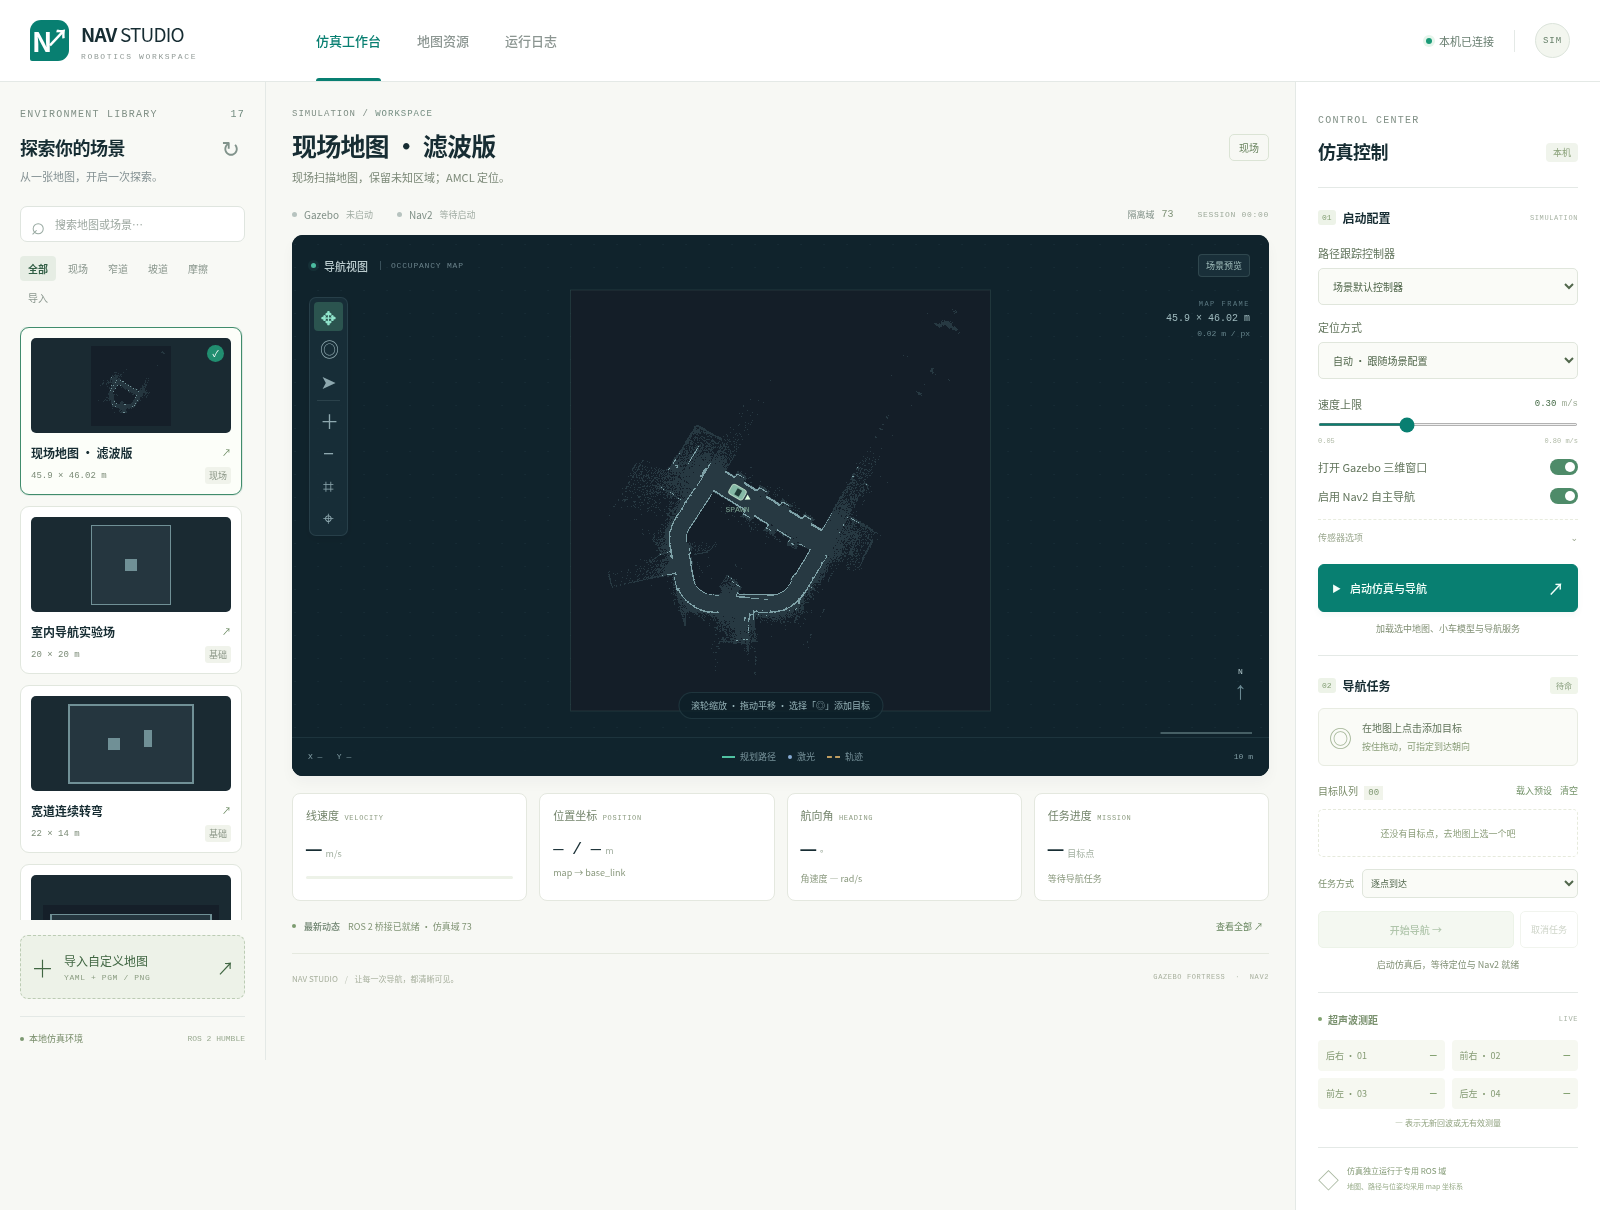 NAV STUDIO
ROBOTICS WORKSPACE
仿真工作台
地图资源
运行日志
本机已连接
SIM
ENVIRONMENT LIBRARY
17
探索你的场景
从一张地图，开启一次探索。
搜索地图或场景…
全部
现场
窄道
坡道
摩擦
导入
现场地图 · 滤波版
45.9 × 46.02 m
现场
室内导航实验场
20 × 20 m
基础
宽道连续转弯
22 × 14 m
基础
导入自定义地图
YAML + PGM / PNG
本地仿真环境
ROS 2 HUMBLE
SIMULATION / WORKSPACE
现场地图 · 滤波版
现场扫描地图，保留未知区域；AMCL 定位。
现场
Gazebo 未启动
Nav2 等待启动
隔离域 73
SESSION 00:00
导航视图
OCCUPANCY MAP
场景预览
MAP FRAME
45.9 × 46.02 m
0.02 m / px
SPAWN
N
滚轮缩放 · 拖动平移 · 选择「◎」添加目标
X — Y —
规划路径
激光
轨迹
10 m
线速度 VELOCITY
— m/s
位置坐标 POSITION
— / — m
map → base_link
航向角 HEADING
— °
角速度 — rad/s
任务进度 MISSION
— 目标点
等待导航任务
最新动态 ROS 2 桥接已就绪 · 仿真域 73
查看全部 ↗
NAV STUDIO / 让每一次导航，都清晰可见。
GAZEBO FORTRESS · NAV2
CONTROL CENTER
仿真控制
本机
01 启动配置
SIMULATION
路径跟踪控制器
场景默认控制器
定位方式
自动 · 跟随场景配置
速度上限
0.30 m/s
0.05
0.80 m/s
打开 Gazebo 三维窗口
启用 Nav2 自主导航
传感器选项
启动仿真与导航
加载选中地图、小车模型与导航服务
02 导航任务
待命
在地图上点击添加目标
按住拖动，可指定到达朝向
目标队列 00
载入预设 清空
还没有目标点，去地图上选一个吧
任务方式
逐点到达
开始导航 →
取消任务
启动仿真后，等待定位与 Nav2 就绪
超声波测距
LIVE
后右 · 01 —
前右 · 02 —
前左 · 03 —
后左 · 04 —
— 表示无新回波或无有效测量
仿真独立运行于专用 ROS 域
地图、路径与位姿均采用 map 坐标系